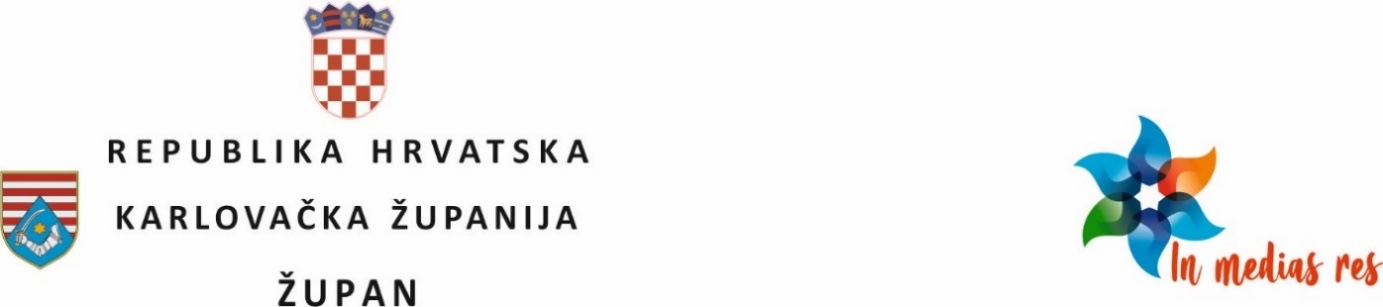 REPUBLIKA HRVATSKA
KARLOVAČKA ŽUPANIJA
ŽUPAN
In medias res